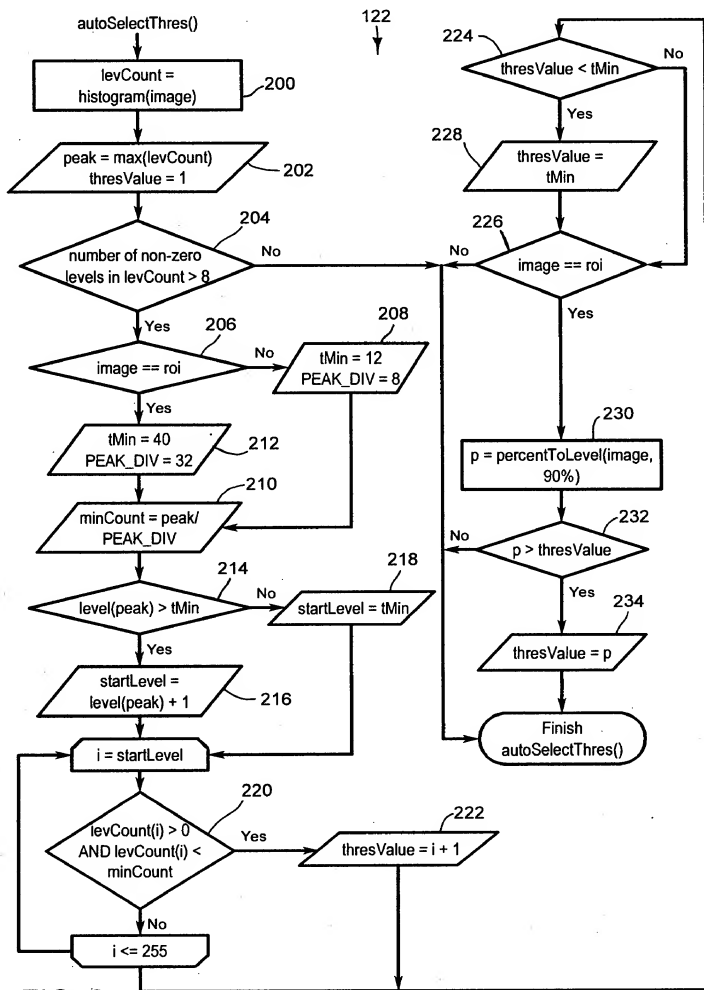 autoSelectThres()
levCount =
histogram(image)
200
peak = max(levCount)
thresValue = 1
202
204
number of non-zero
levels in levCount > 8
No
Yes
206
image == roi
No
208
tMin = 12
PEAK_DIV = 8
Yes
tMin = 40
PEAK_DIV = 32
212
210
minCount = peak/
PEAK_DIV
214
level(peak) > tMin
No
218
startLevel = tMin
Yes
startLevel =
level(peak) + 1
216
i = startLevel
220
levCount(i) > 0
AND levCount(i) <
minCount
Yes
222
thresValue = i + 1
No
i <= 255
122
224
thresValue < tMin
No
Yes
228
thresValue =
tMin
226
No
image == roi
Yes
230
p = percentToLevel(image,
90%)
232
No
p > thresValue
Yes
234
thresValue = p
Finish
autoSelectThres()